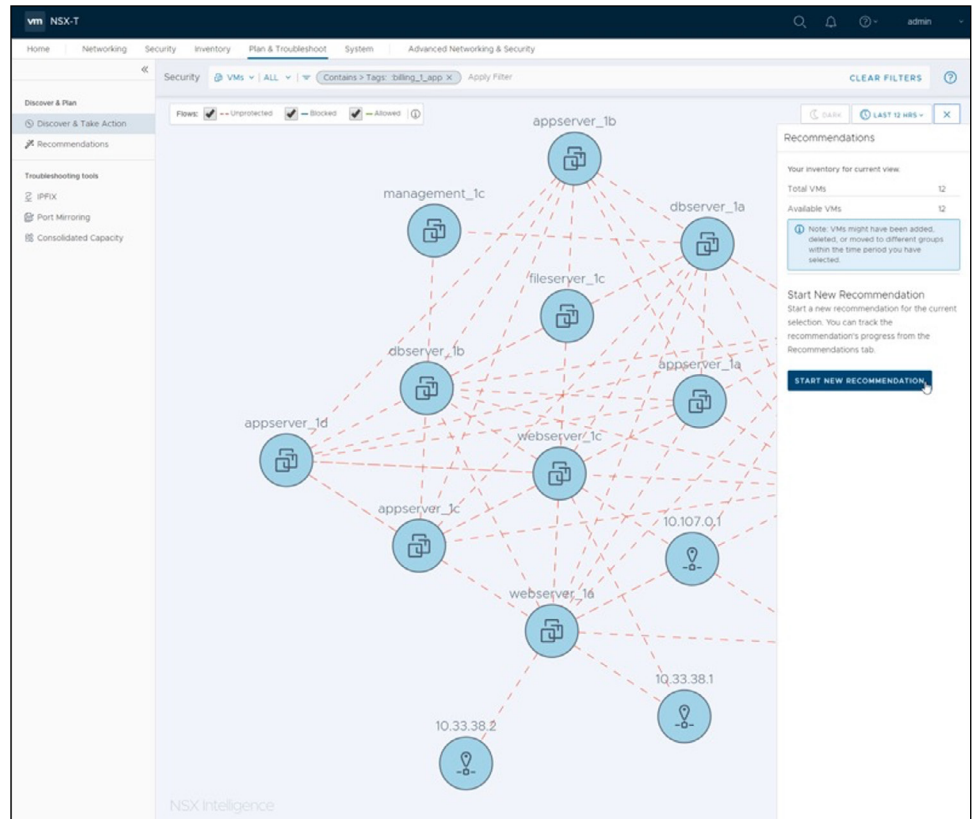 vm NSX-T
admin
Home Networking Security Inventory Plan & Troubleshoot System Advanced Networking & Security
Security VMs ALL Contains > Tags: billing_1_app × Apply Filter CLEAR FILTERS
Discover & Plan
Discover & Take Action
Recommendations
Troubleshooting tools
IPFIX
Port Mirroring
Consolidated Capacity
Flows: Unprotected Blocked Allowed
DARK LAST 12 HRS
appserver_1b
management_1c
dbserver_1a
fileserver_1c
dbserver_1b
appserver_1a
appserver_1d
webserver_1c
appserver_1c
10.107.0.1
webserver_1a
10.33.38.1
10.33.38.2
NSX Intelligence
Recommendations
Your inventory for current view.
Total VMs 12
Available VMs 12
Note: VMs might have been added,
deleted, or moved to different groups
within the time period you have
selected.
Start New Recommendation
Start a new recommendation for the current
selection. You can track the
recommendation's progress from the
Recommendations tab.
START NEW RECOMMENDATION